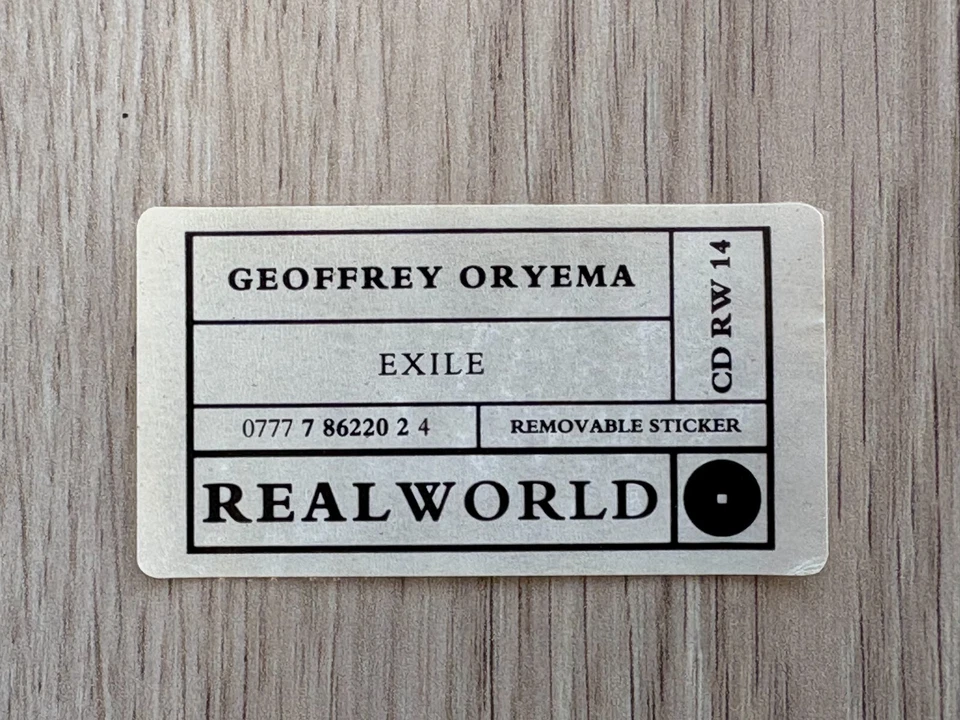 GEOFFREY ORYEMA
CD RW 14
EXILE
0777 7 86220 2 4
REMOVABLE STICKER
REALWORLD